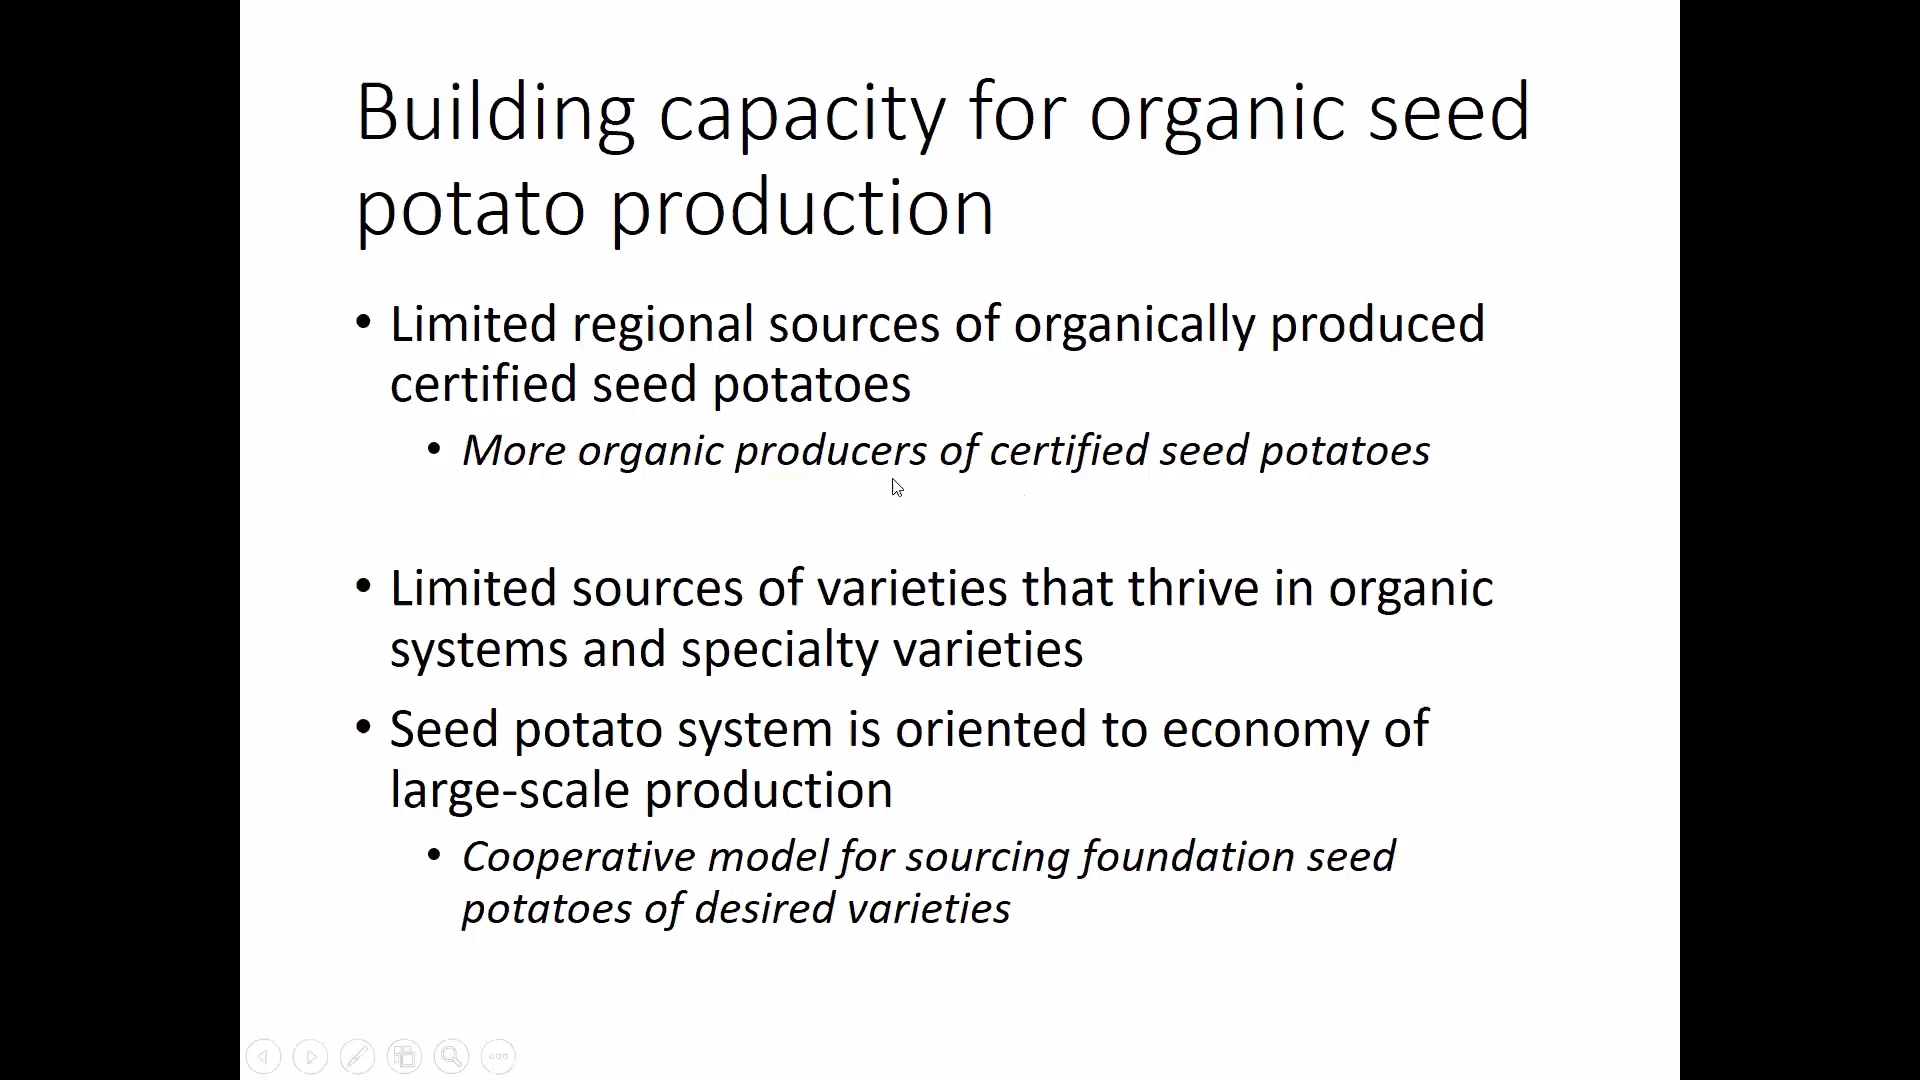 Building capacity for organic seed
potato production
• Limited regional sources of organically produced
certified seed potatoes
• More organic producers of certified seed potatoes
• Limited sources of varieties that thrive in organic
systems and specialty varieties
• Seed potato system is oriented to economy of
large-scale production
• Cooperative model for sourcing foundation seed
potatoes of desired varieties